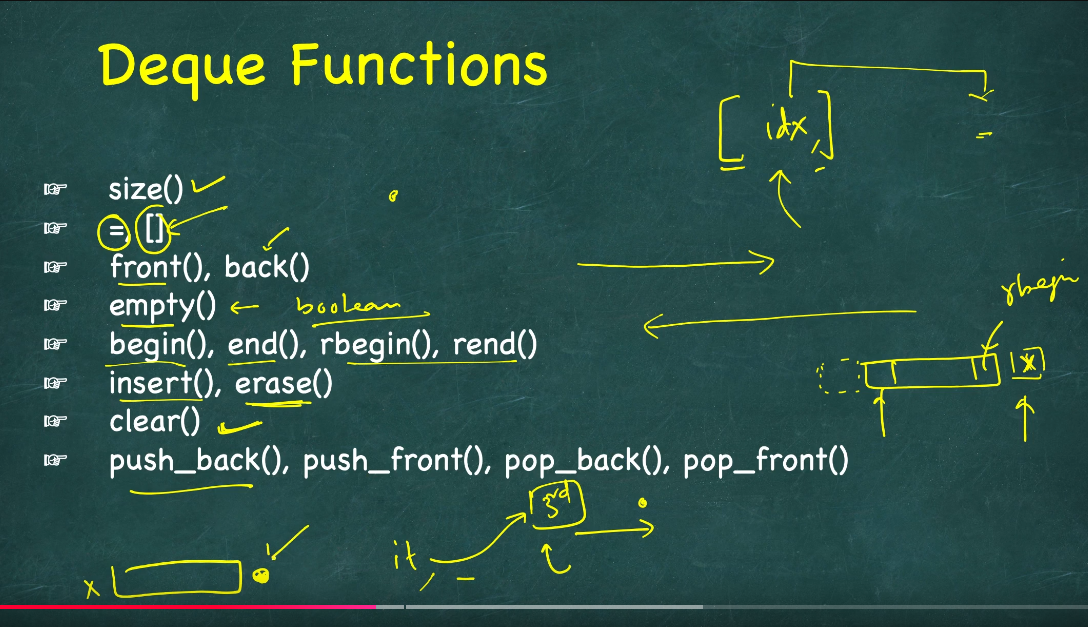 Deque Functions
[ idx, ]
size()
=, []
front(), back()
empty() ← boolean
rbegin
begin(), end(), rbegin(), rend()
insert(), erase()
x
clear()
push_back(), push_front(), pop_back(), pop_front()
3rd
it, _
x